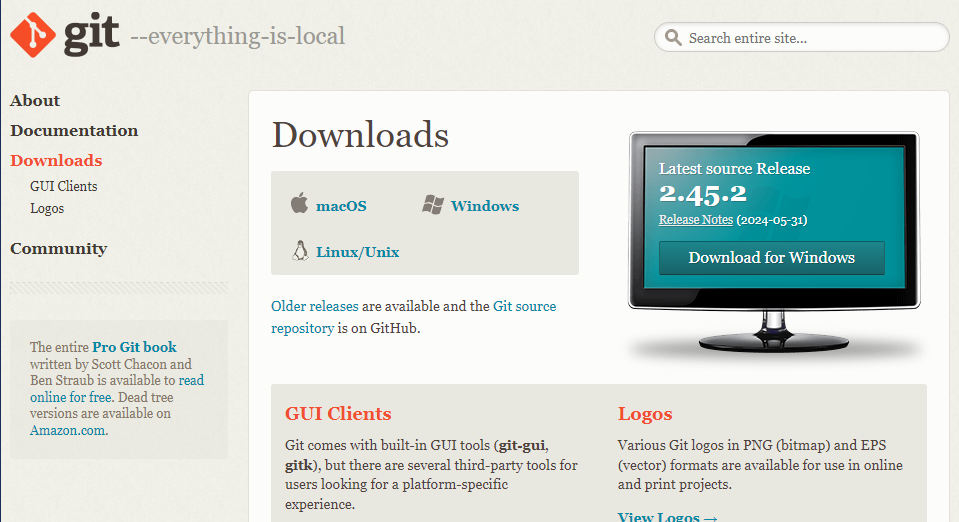 git --everything-is-local
Search entire site...
About
Documentation
Downloads
GUI Clients
Logos
Community
The entire Pro Git book
written by Scott Chacon and
Ben Straub is available to read
online for free. Dead tree
versions are available on
Amazon.com.
Downloads
macOS
Windows
Linux/Unix
Older releases are available and the Git source
repository is on GitHub.
Latest source Release
2.45.2
Release Notes (2024-05-31)
Download for Windows
GUI Clients
Git comes with built-in GUI tools (git-gui,
gitk), but there are several third-party tools for
users looking for a platform-specific
experience.
Logos
Various Git logos in PNG (bitmap) and EPS
(vector) formats are available for use in online
and print projects.
View Logos →